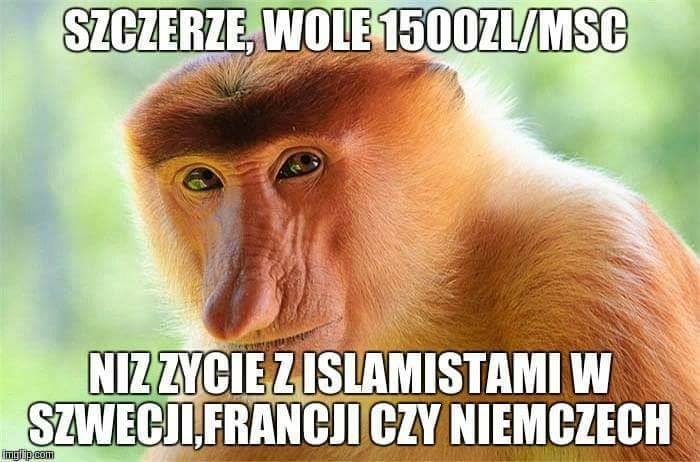 SZCZERZE, WOLE 1500ZL/MSC
NIZ ZYCIE Z ISLAMISTAMI W
SZWECJI,FRANCJI CZY NIEMCZECH
imgflip.com